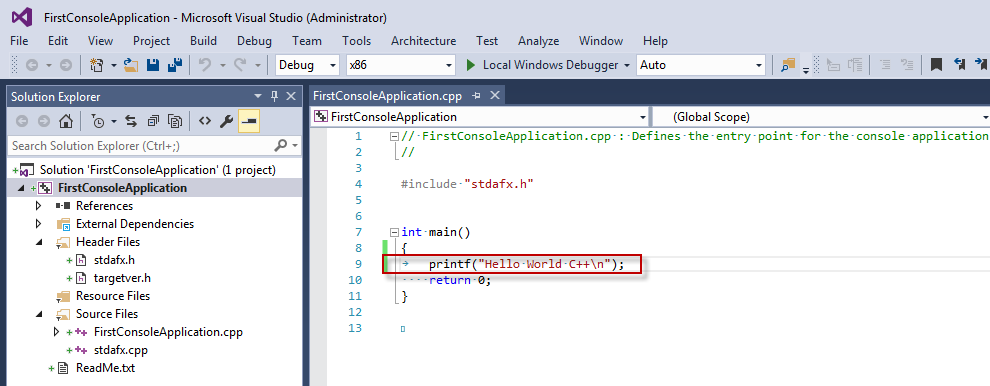 FirstConsoleApplication - Microsoft Visual Studio (Administrator)
File Edit View Project Build Debug Team Tools Architecture Test Analyze Window Help
Debug x86 Local Windows Debugger Auto
Solution Explorer
Search Solution Explorer (Ctrl+;)
Solution 'FirstConsoleApplication' (1 project)
FirstConsoleApplication
References
External Dependencies
Header Files
stdafx.h
targetver.h
Resource Files
Source Files
FirstConsoleApplication.cpp
stdafx.cpp
ReadMe.txt
FirstConsoleApplication.cpp
FirstConsoleApplication (Global Scope)
1 // FirstConsoleApplication.cpp : Defines the entry point for the console application
2 //
3
4 #include "stdafx.h"
5
6
7 int main()
8 {
9 printf("Hello World C++\n");
10 return 0;
11 }
12
13